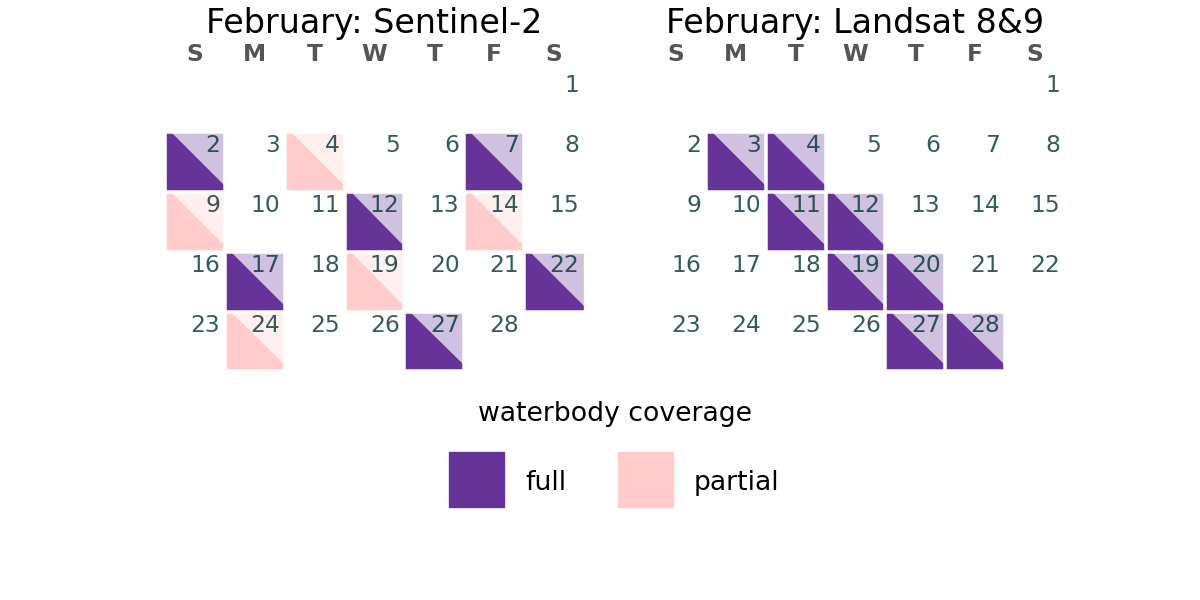 February: Sentinel-2
S M T W T F S
1
2 3 4 5 6 7 8
9 10 11 12 13 14 15
16 17 18 19 20 21 22
23 24 25 26 27 28
February: Landsat 8&9
S M T W T F S
1
2 3 4 5 6 7 8
9 10 11 12 13 14 15
16 17 18 19 20 21 22
23 24 25 26 27 28
waterbody coverage
full partial